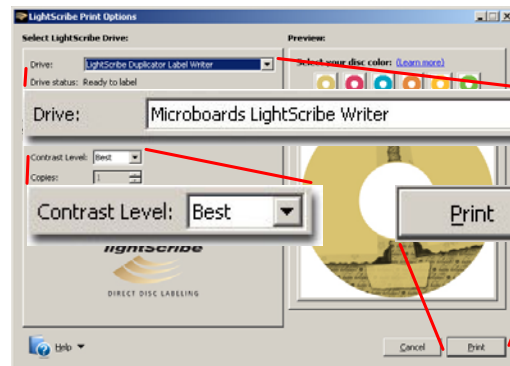 LightScribe Print Options
Select LightScribe Drive:
Preview:
Drive:
LightScribe Duplicator Label Writer
Select your disc color: (Learn more)
Drive status: Ready to label
Drive:
Microboards LightScribe Writer
Contrast Level:
Best
Copies:
1
Contrast Level:
Best
Print
lightScribe
DIRECT DISC LABELING
Help
Cancel
Print